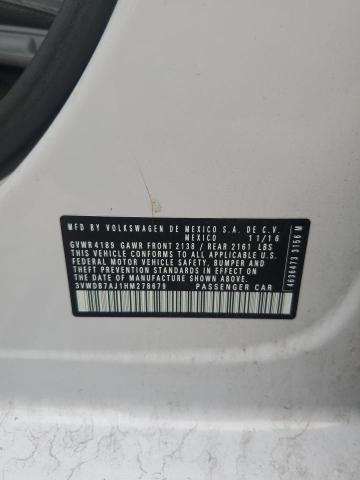 MFD BY VOLKSWAGEN DE MEXICO S.A. DE C.V.
MEXICO 11/16
GVWR 4189 GAWR FRONT 2138 / REAR 2161 LBS
THIS VEHICLE CONFORMS TO ALL APPLICABLE U.S.
FEDERAL MOTOR VEHICLE SAFETY, BUMPER AND
THEFT PREVENTION STANDARDS IN EFFECT ON
THE DATE OF MANUFACTURE SHOWN ABOVE
3VWDB7AJ1HM278679 PASSENGER CAR
4636473 3156 M